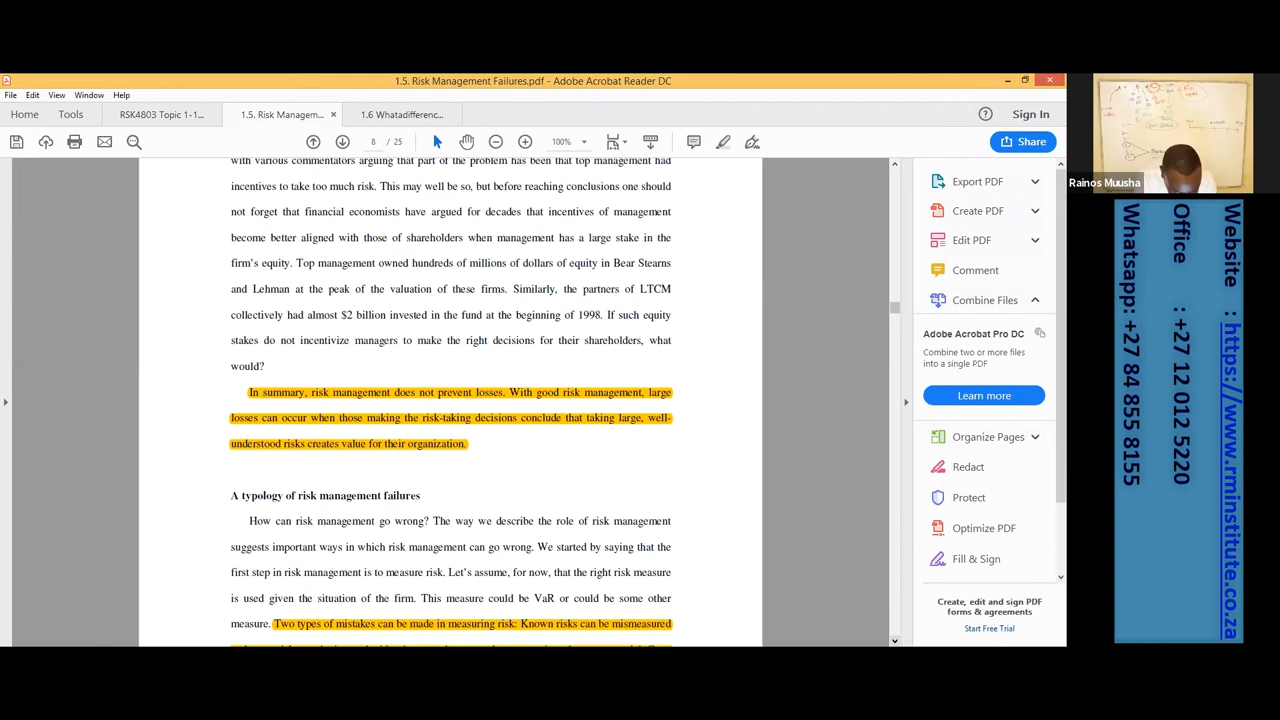 1.5. Risk Management Failures.pdf - Adobe Acrobat Reader DC
File Edit View Window Help
Home Tools RSK4803 Topic 1-1... 1.5. Risk Managem... × 1.6 Whatadifferenc... Sign In
8 / 25 100% Share
with various commentators arguing that part of the problem has been that top management had
incentives to take too much risk. This may well be so, but before reaching conclusions one should
not forget that financial economists have argued for decades that incentives of management
become better aligned with those of shareholders when management has a large stake in the
firm's equity. Top management owned hundreds of millions of dollars of equity in Bear Stearns
and Lehman at the peak of the valuation of these firms. Similarly, the partners of LTCM
collectively had almost $2 billion invested in the fund at the beginning of 1998. If such equity
stakes do not incentivize managers to make the right decisions for their shareholders, what
would?
In summary, risk management does not prevent losses. With good risk management, large
losses can occur when those making the risk-taking decisions conclude that taking large, well-
understood risks creates value for their organization.
A typology of risk management failures
How can risk management go wrong? The way we describe the role of risk management
suggests important ways in which risk management can go wrong. We started by saying that the
first step in risk management is to measure risk. Let's assume, for now, that the right risk measure
is used given the situation of the firm. This measure could be VaR or could be some other
measure. Two types of mistakes can be made in measuring risk: Known risks can be mismeasured
Export PDF
Create PDF
Edit PDF
Comment
Combine Files
Adobe Acrobat Pro DC
Combine two or more files
into a single PDF
Learn more
Organize Pages
Redact
Protect
Optimize PDF
Fill & Sign
Create, edit and sign PDF
forms & agreements
Start Free Trial
Rainos Muusha
Website : https://www.rminstitute.co.za
Office : +27 12 012 5220
Whatsapp: +27 84 855 8155